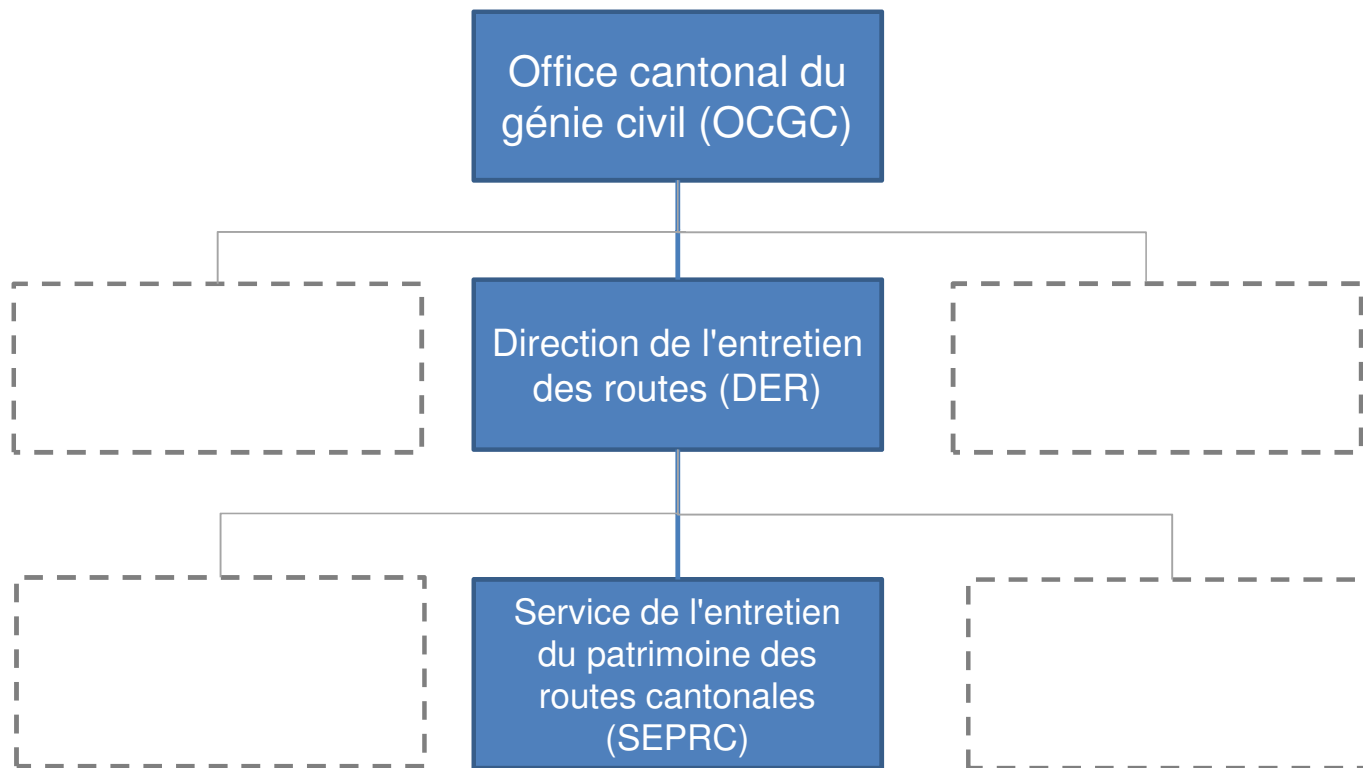 Office cantonal du
génie civil (OCGC)
Direction de l'entretien
des routes (DER)
Service de l'entretien
du patrimoine des
routes cantonales
(SEPRC)